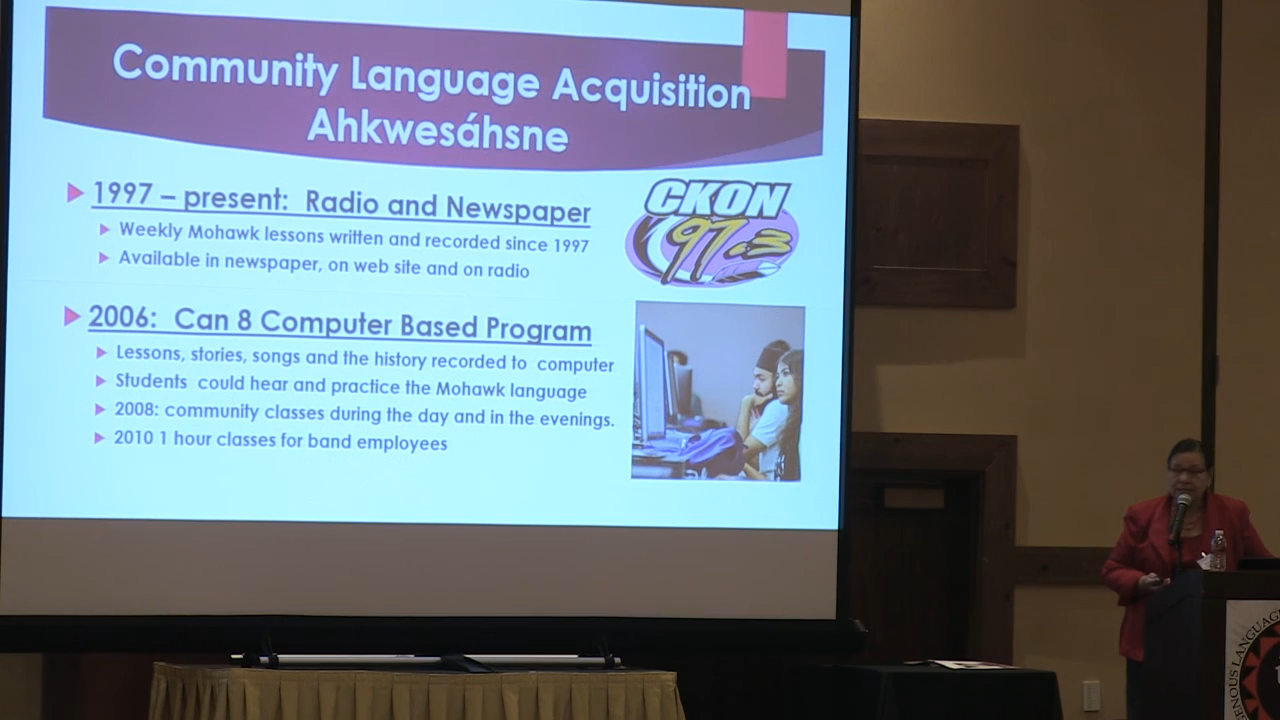 Community Language Acquisition
Ahkwesáhsne
1997 – present: Radio and Newspaper
Weekly Mohawk lessons written and recorded since 1997
Available in newspaper, on web site and on radio
CKON
97.3
2006: Can 8 Computer Based Program
Lessons, stories, songs and the history recorded to computer
Students could hear and practice the Mohawk language
2008: community classes during the day and in the evenings.
2010 1 hour classes for band employees
ENOUS LANGUAG